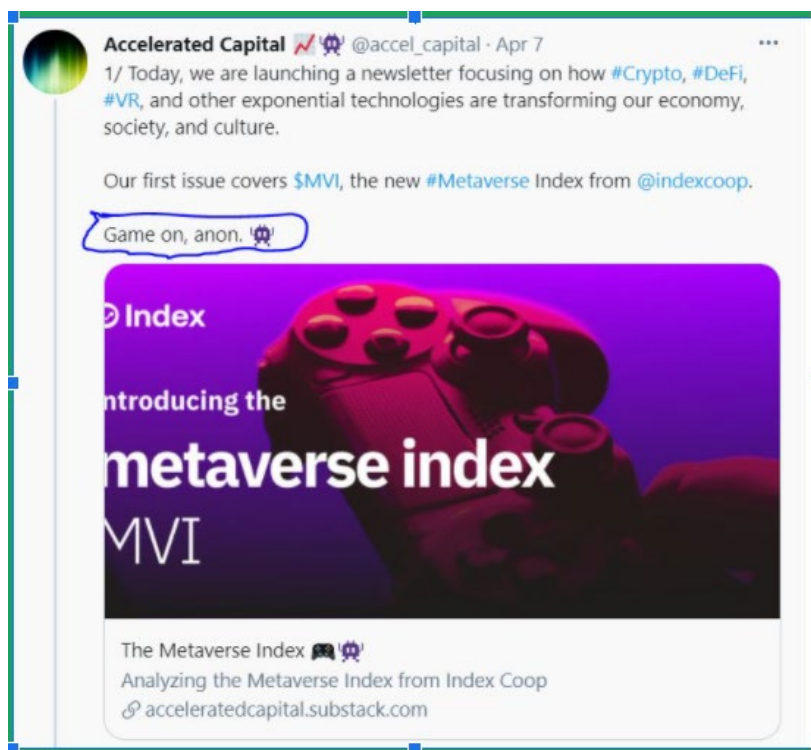 Accelerated Capital 📈👾 @accel_capital · Apr 7
1/ Today, we are launching a newsletter focusing on how #Crypto, #DeFi,
#VR, and other exponential technologies are transforming our economy,
society, and culture.
Our first issue covers $MVI, the new #Metaverse Index from @indexcoop.
Game on, anon. 👾
Index
ntroducing the
metaverse index
MVI
The Metaverse Index 🎮👾
Analyzing the Metaverse Index from Index Coop
acceleratedcapital.substack.com